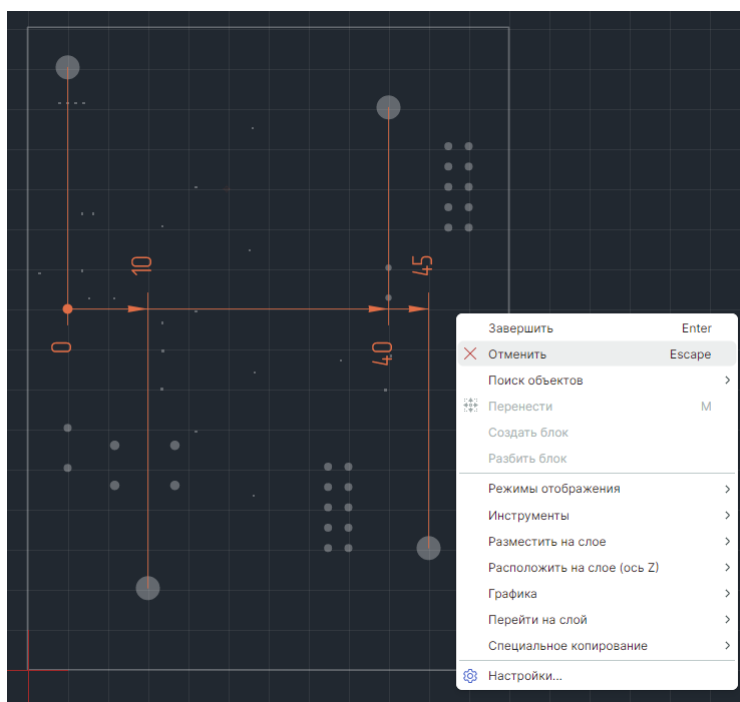 10
45
0
40
Завершить Enter
Отменить Escape
Поиск объектов
Перенести M
Создать блок
Разбить блок
Режимы отображения
Инструменты
Разместить на слое
Расположить на слое (ось Z)
Графика
Перейти на слой
Специальное копирование
Настройки...